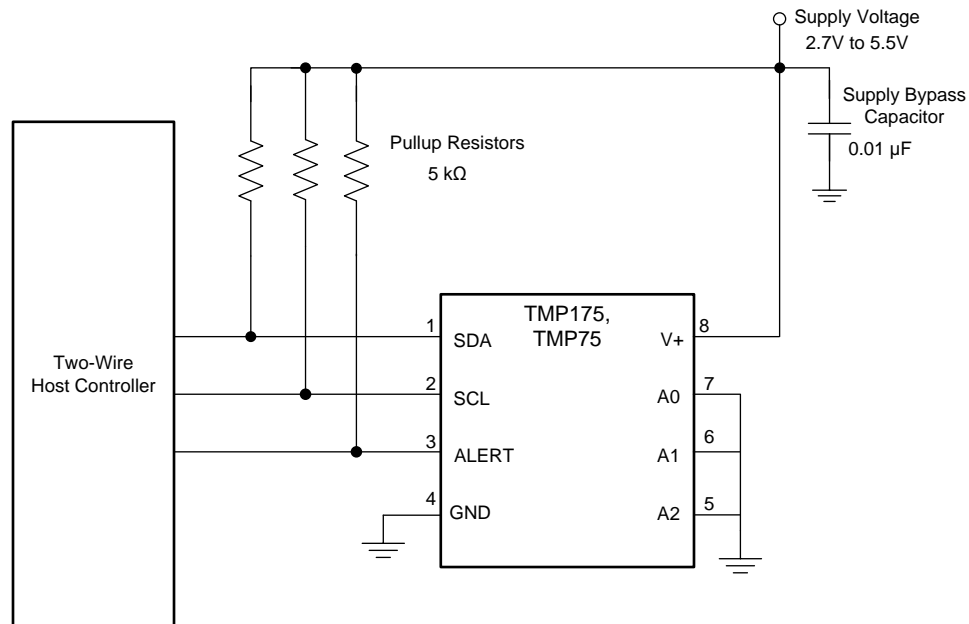 Supply Voltage
2.7V to 5.5V
Supply Bypass
Capacitor
0.01 µF
Pullup Resistors
5 kΩ
Two-Wire
Host Controller
TMP175,
TMP75
1
SDA
2
SCL
3
ALERT
4
GND
8
V+
7
A0
6
A1
5
A2